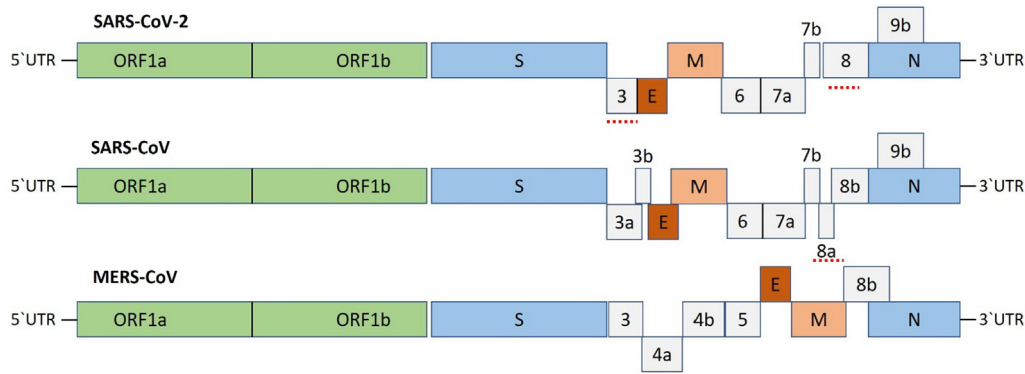 SARS-CoV-2
7b 9b
5`UTR ORF1a ORF1b S M 8 N 3`UTR
3 E 6 7a
SARS-CoV
3b 7b 9b
5`UTR ORF1a ORF1b S M 8b N 3`UTR
3a E 6 7a
8a
MERS-CoV
E 8b
5`UTR ORF1a ORF1b S 3 4b 5 M N 3`UTR
4a